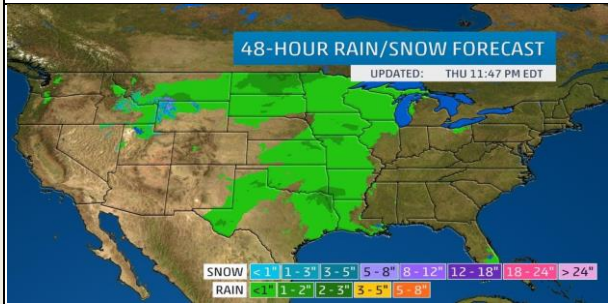 48-HOUR RAIN/SNOW FORECAST
UPDATED: THU 11:47 PM EDT
SNOW < 1" 1 - 3" 3 - 5" 5 - 8" 8 - 12" 12 - 18" 18 - 24" > 24"
RAIN <1" 1 - 2" 2 - 3" 3 - 5" 5 - 8"